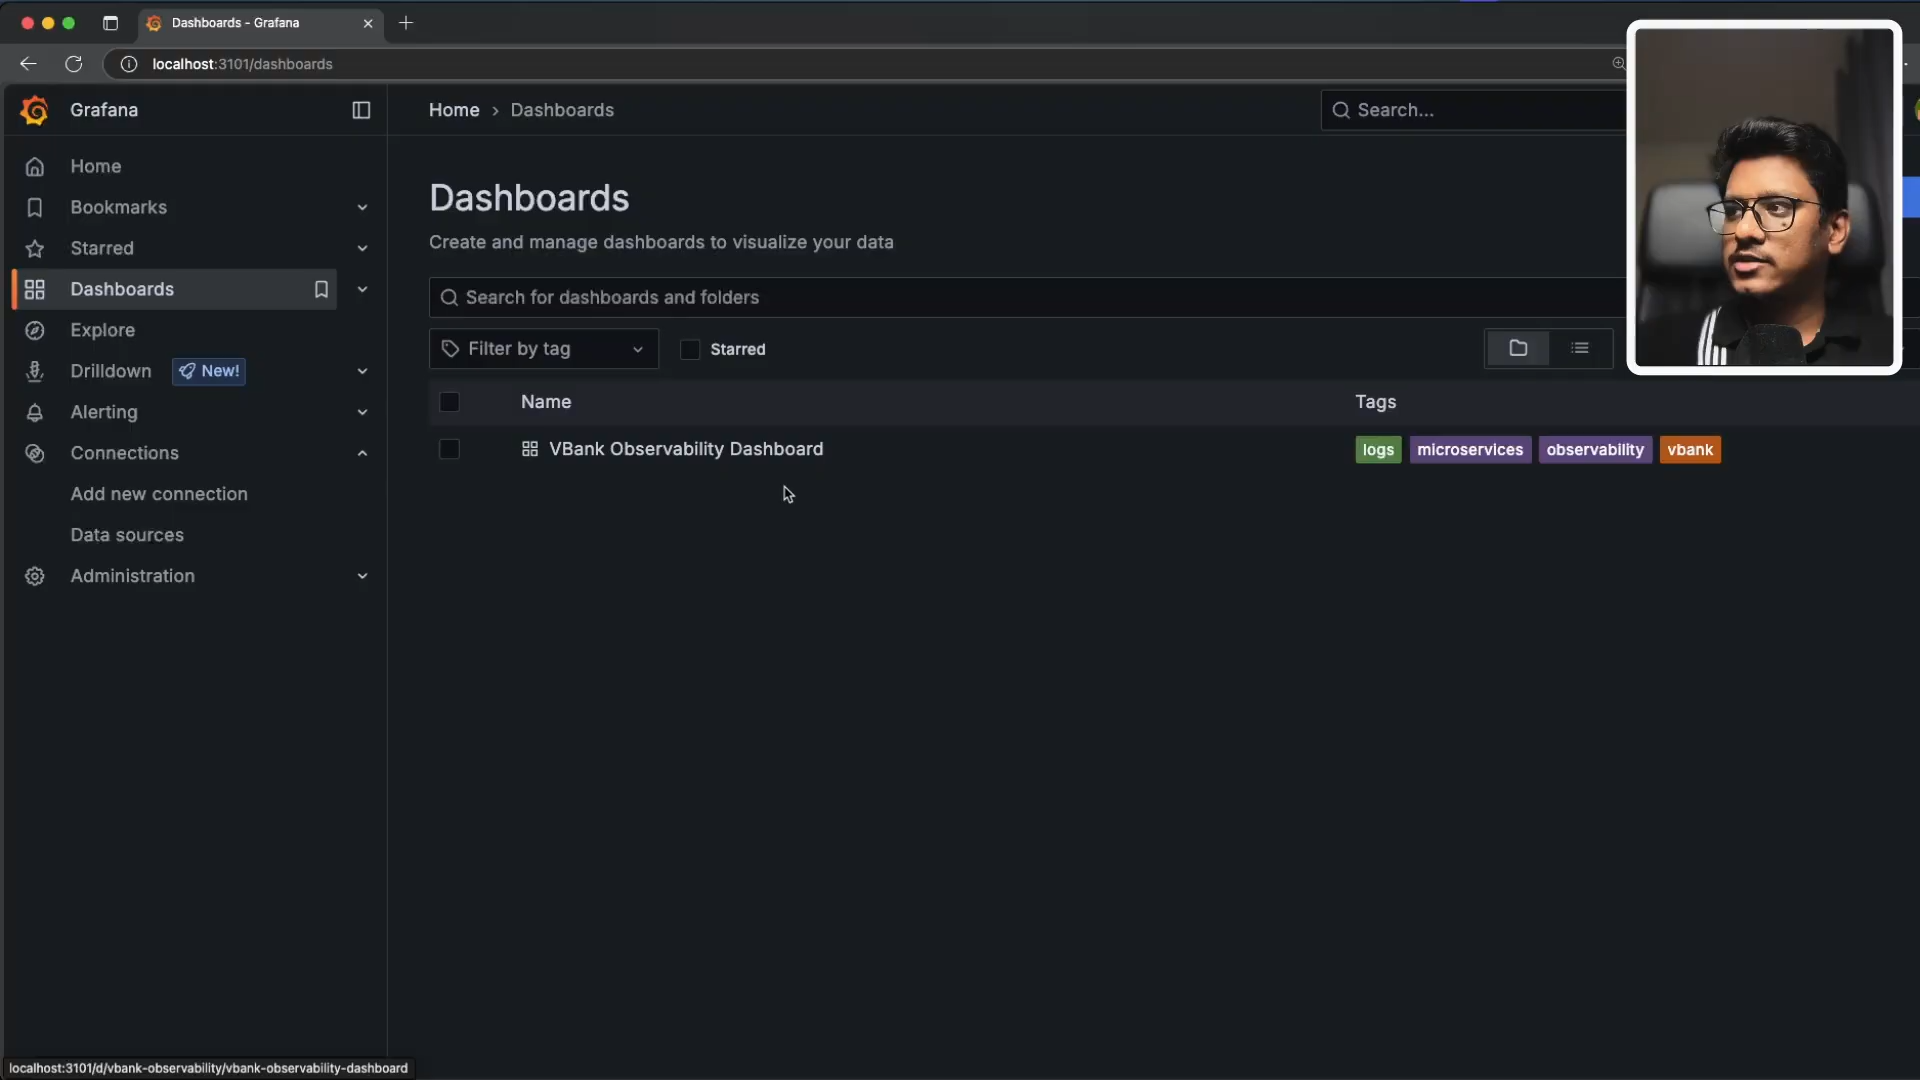 Dashboards - Grafana
localhost:3101/dashboards
Grafana
Home › Dashboards
Search...
Home
Bookmarks
Starred
Dashboards
Explore
Drilldown New!
Alerting
Connections
Add new connection
Data sources
Administration
Dashboards
Create and manage dashboards to visualize your data
Search for dashboards and folders
Filter by tag
Starred
Name Tags
VBank Observability Dashboard logs microservices observability vbank
localhost:3101/d/vbank-observability/vbank-observability-dashboard